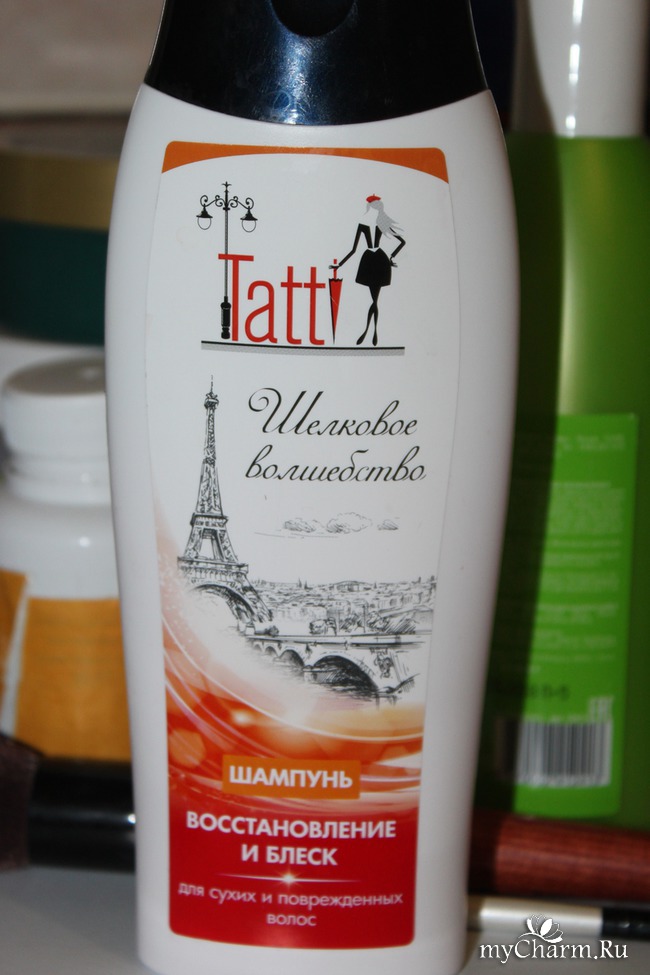 Tatti
Шелковое
волшебство
ШАМПУНЬ
ВОССТАНОВЛЕНИЕ
И БЛЕСК
для сухих и поврежденных
волос
myCharm.Ru